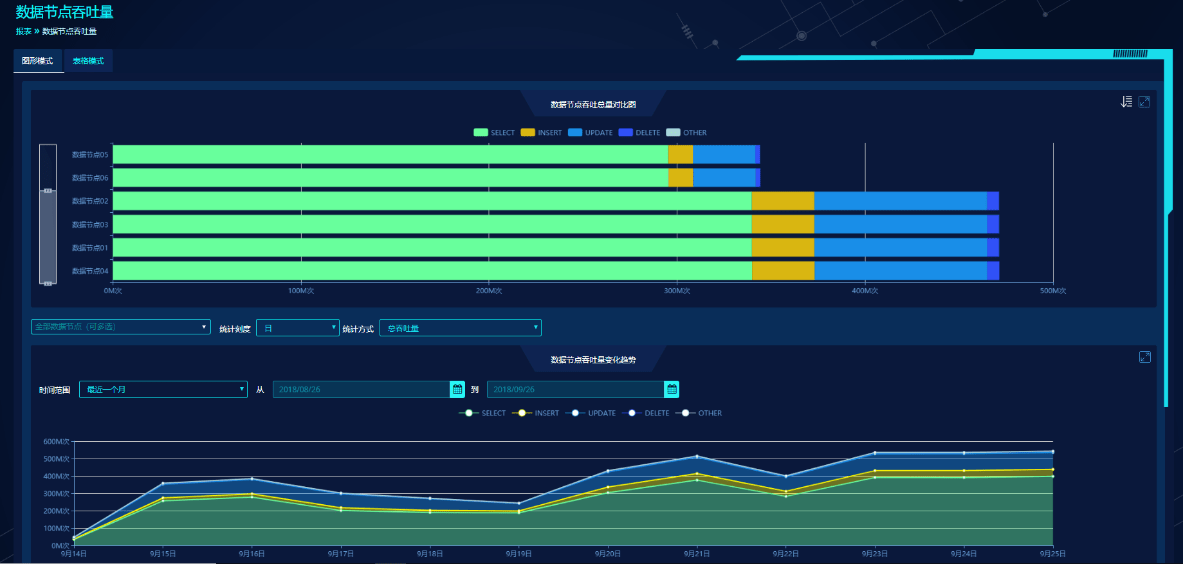 数据节点吞吐量
报表 » 数据节点吞吐量
图形模式 表格模式
数据节点吞吐总量对比图
SELECT INSERT UPDATE DELETE OTHER
数据节点05
数据节点06
数据节点02
数据节点03
数据节点01
数据节点04
0M次 100M次 200M次 300M次 400M次 500M次
全部数据节点（可多选） 统计刻度 日 统计方式 总吞吐量
数据节点吞吐量变化趋势
时间范围 最近一个月 从 2018/08/26 到 2018/09/26
SELECT INSERT UPDATE DELETE OTHER
600M次
500M次
400M次
300M次
200M次
100M次
0M次
9月14日 9月15日 9月16日 9月17日 9月18日 9月19日 9月20日 9月21日 9月22日 9月23日 9月24日 9月25日